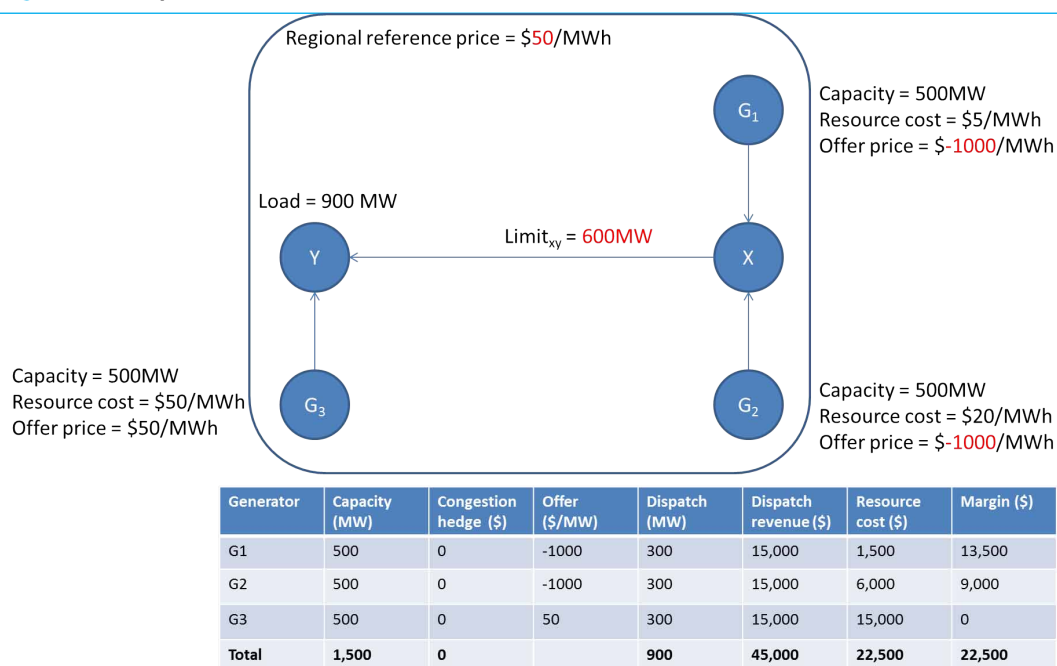 Regional reference price = $50/MWh
G1
Capacity = 500MW
Resource cost = $5/MWh
Offer price = $-1000/MWh
Load = 900 MW
Limitxy = 600MW
Y
X
Capacity = 500MW
Resource cost = $50/MWh
Offer price = $50/MWh
G3
G2
Capacity = 500MW
Resource cost = $20/MWh
Offer price = $-1000/MWh
Generator Capacity (MW) Congestion hedge ($) Offer ($/MW) Dispatch (MW) Dispatch revenue ($) Resource cost ($) Margin ($)
G1 500 0 -1000 300 15,000 1,500 13,500
G2 500 0 -1000 300 15,000 6,000 9,000
G3 500 0 50 300 15,000 15,000 0
Total 1,500 0 900 45,000 22,500 22,500